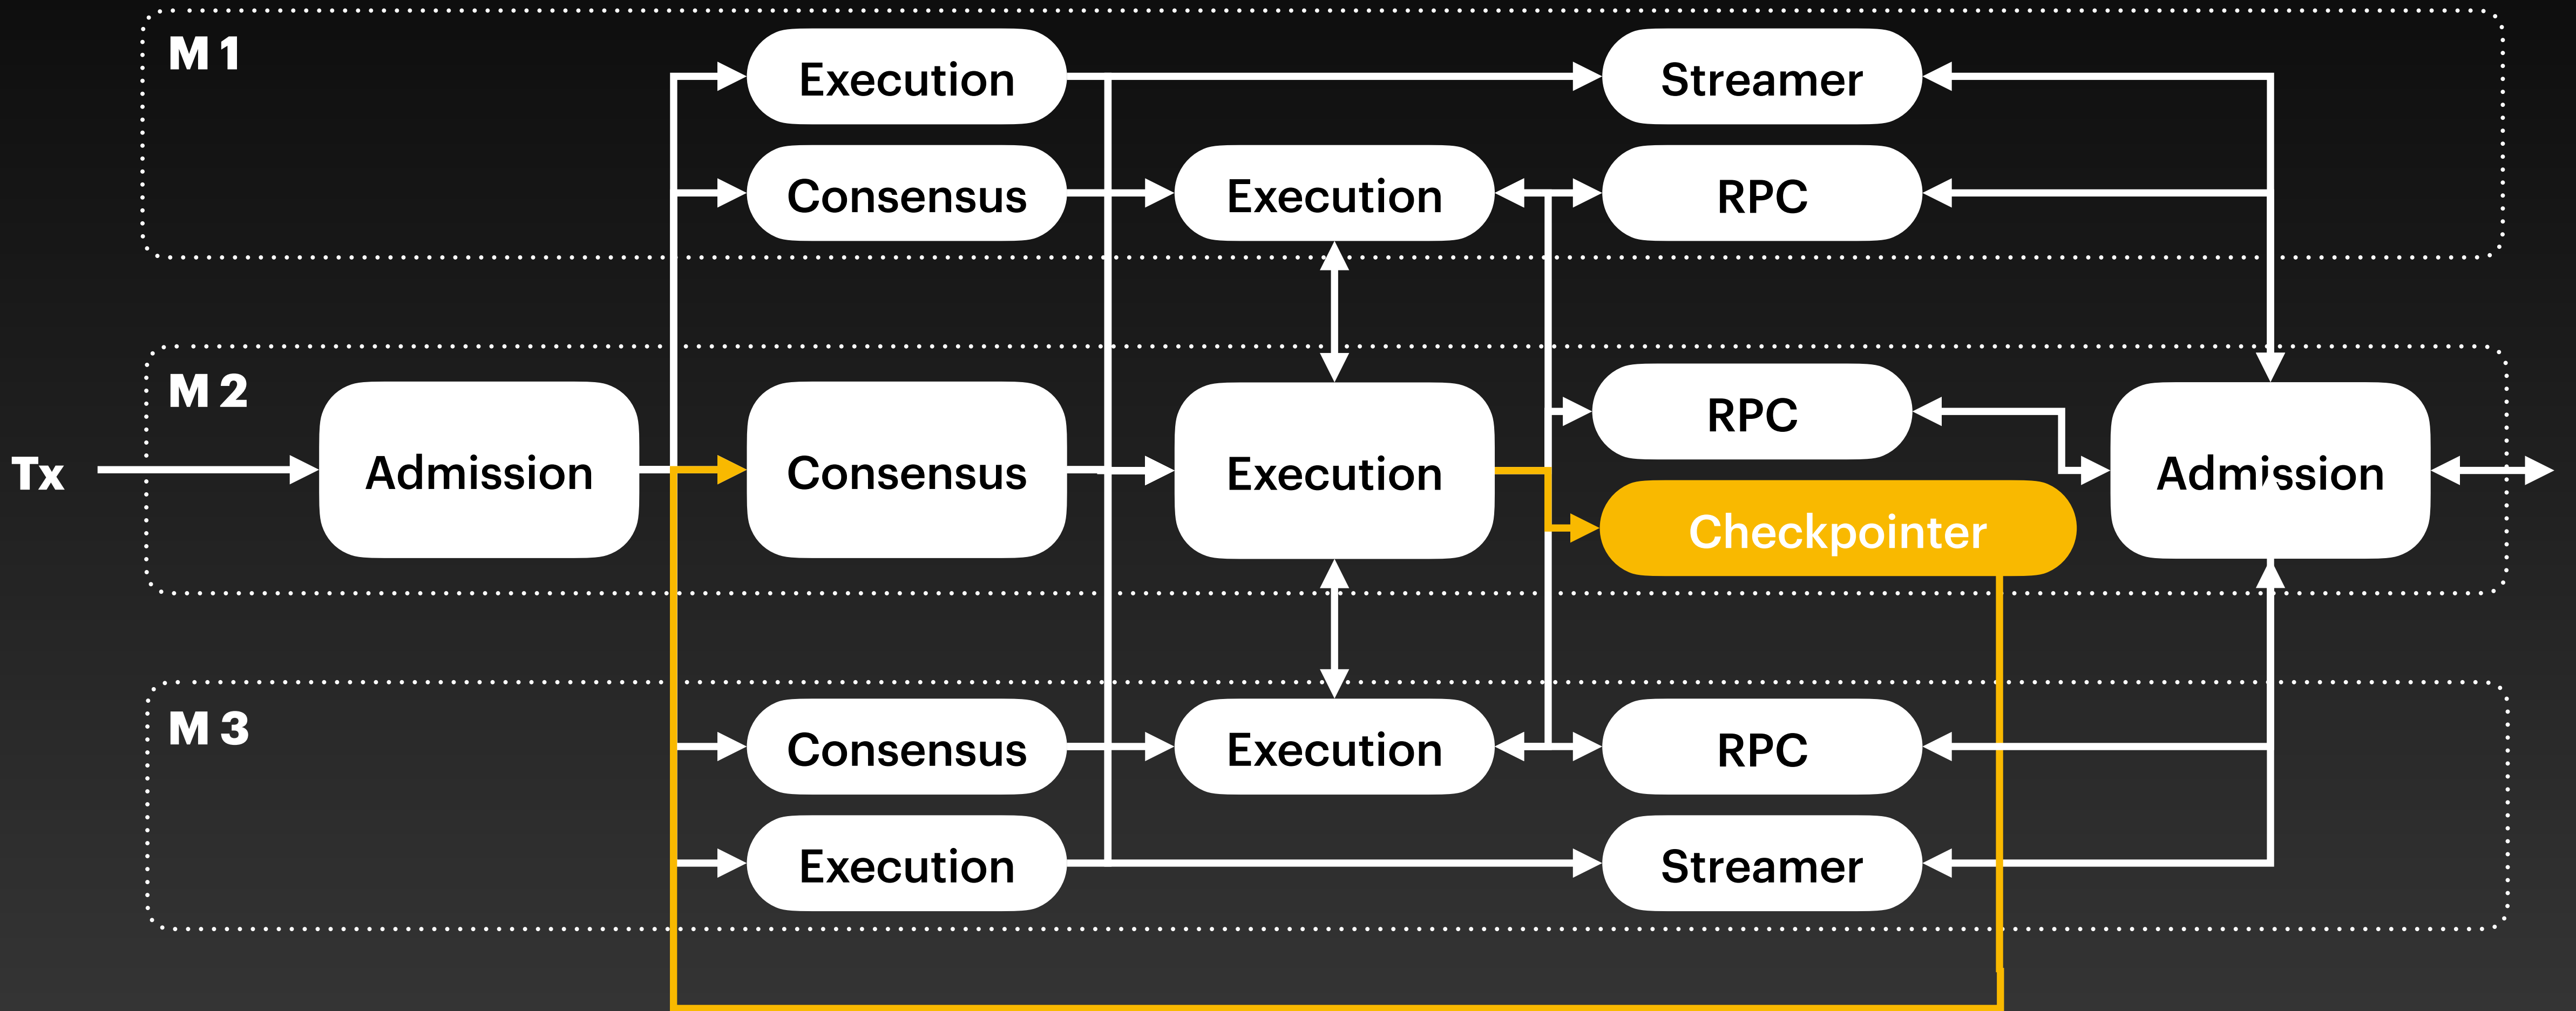 M 1
Execution
Streamer
Consensus
Execution
RPC
M 2
RPC
Tx
Admission
Consensus
Execution
Admission
Checkpointer
M 3
Consensus
Execution
RPC
Execution
Streamer